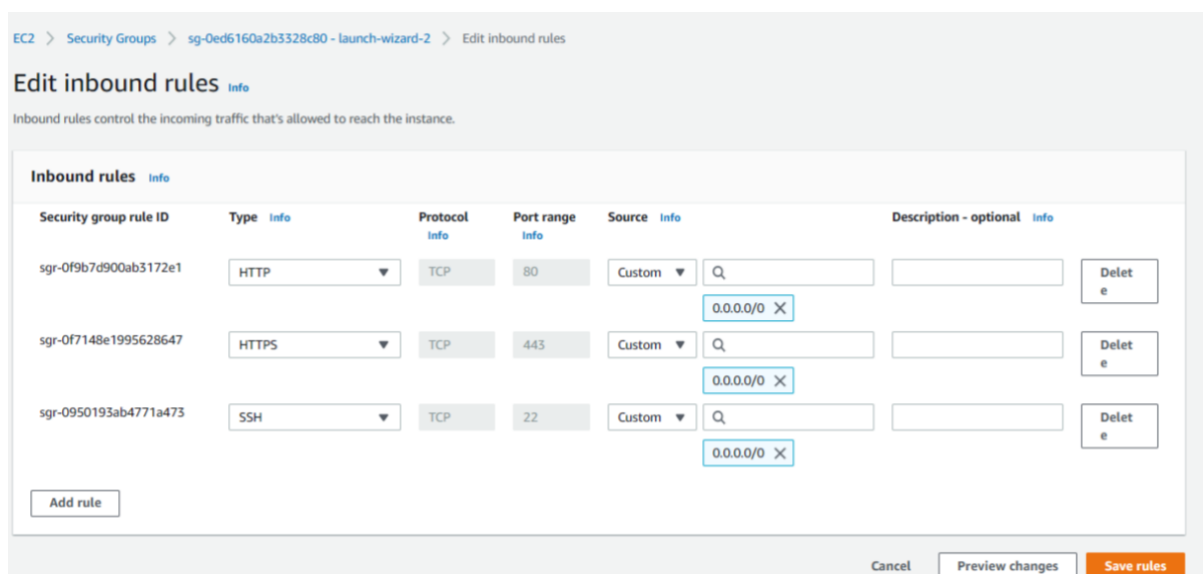 EC2 > Security Groups > sg-0ed6160a2b3328c80 - launch-wizard-2 > Edit inbound rules
Edit inbound rules Info
Inbound rules control the incoming traffic that's allowed to reach the instance.
Inbound rules Info
Security group rule ID Type Info Protocol Port range Source Info Description - optional Info
Info Info
sgr-0f9b7d900ab3172e1 HTTP TCP 80 Custom Delet
e
0.0.0.0/0
sgr-0f7148e1995628647 HTTPS TCP 443 Custom Delet
e
0.0.0.0/0
sgr-0950193ab4771a473 SSH TCP 22 Custom Delet
e
0.0.0.0/0
Add rule
Cancel Preview changes Save rules